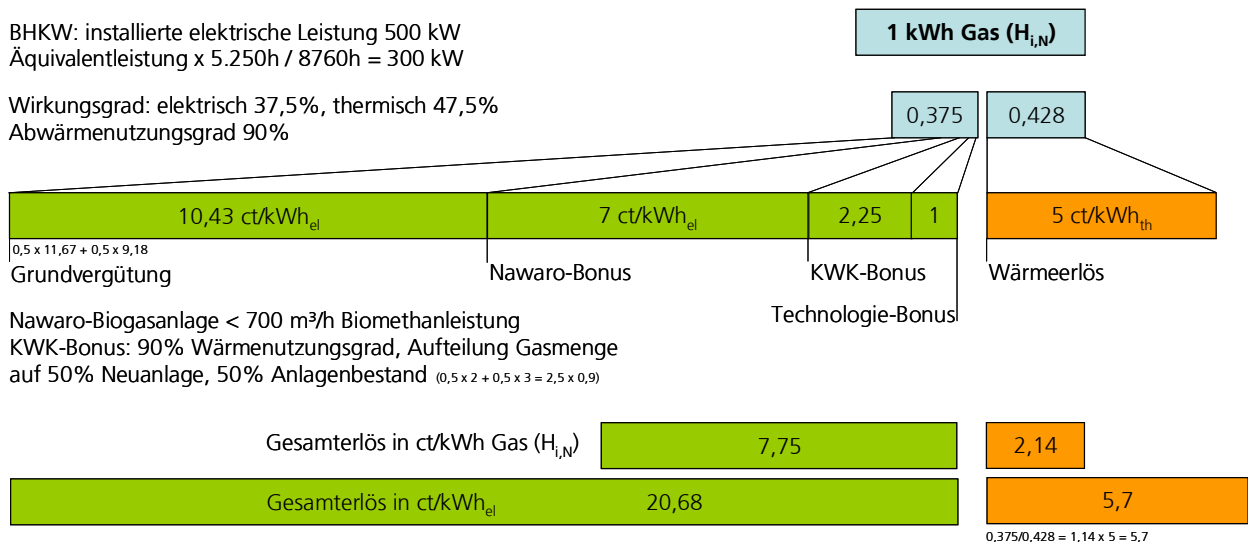 BHKW: installierte elektrische Leistung 500 kW
Äquivalentleistung x 5.250h / 8760h = 300 kW
1 kWh Gas (Hi,N)
Wirkungsgrad: elektrisch 37,5%, thermisch 47,5%
Abwärmenutzungsgrad 90%
0,375
0,428
10,43 ct/kWhel
7 ct/kWhel
2,25
1
5 ct/kWhth
0,5 x 11,67 + 0,5 x 9,18
Grundvergütung
Nawaro-Bonus
KWK-Bonus
Wärmeerlös
Technologie-Bonus
Nawaro-Biogasanlage < 700 m³/h Biomethanleistung
KWK-Bonus: 90% Wärmenutzungsgrad, Aufteilung Gasmenge
auf 50% Neuanlage, 50% Anlagenbestand (0,5 x 2 + 0,5 x 3 = 2,5 x 0,9)
Gesamterlös in ct/kWh Gas (Hi,N)
7,75
2,14
Gesamterlös in ct/kWhel
20,68
5,7
0,375/0,428 = 1,14 x 5 = 5,7